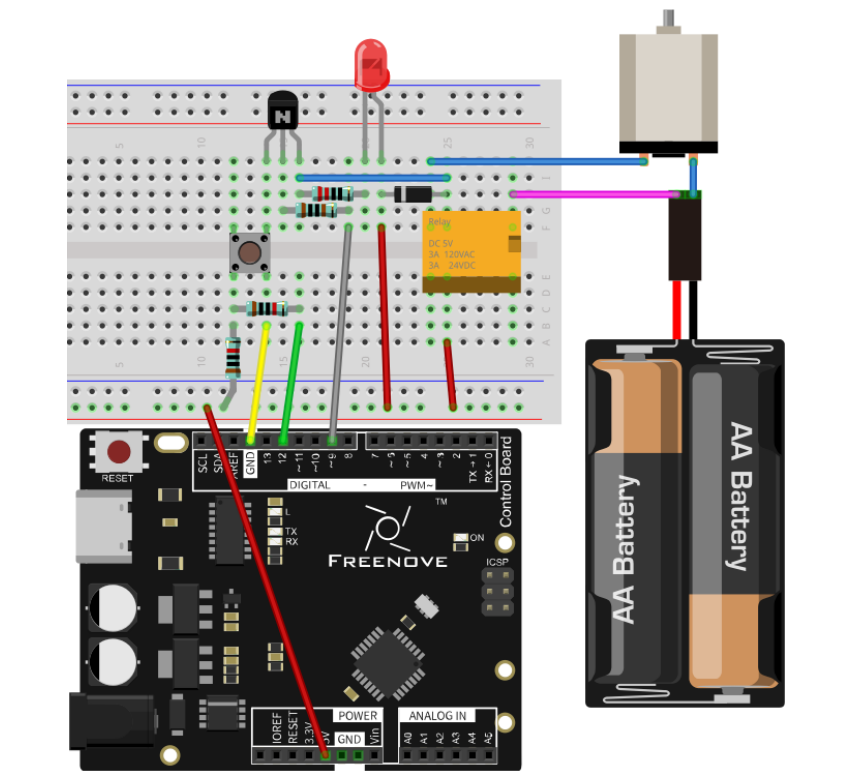 N
5
10
15
20
25
30
J
I
H
G
F
Relay
DC 5V
3A 120VAC
3A 24VDC
E
D
C
B
A
5
10
15
20
25
30
RESET
SCL
SDA
AREF
GND
13
12
~11
~10
~9
8
7
~6
~5
4
~3
2
TX→1
RX←0
DIGITAL - PWM~
Control Board
L
TX
RX
™
FREENOVE
ON
ICSP
IOREF
RESET
3.3V
5V
GND
Vin
POWER
ANALOG IN
A0
A1
A2
A3
A4
A5
AA Battery
AA Battery